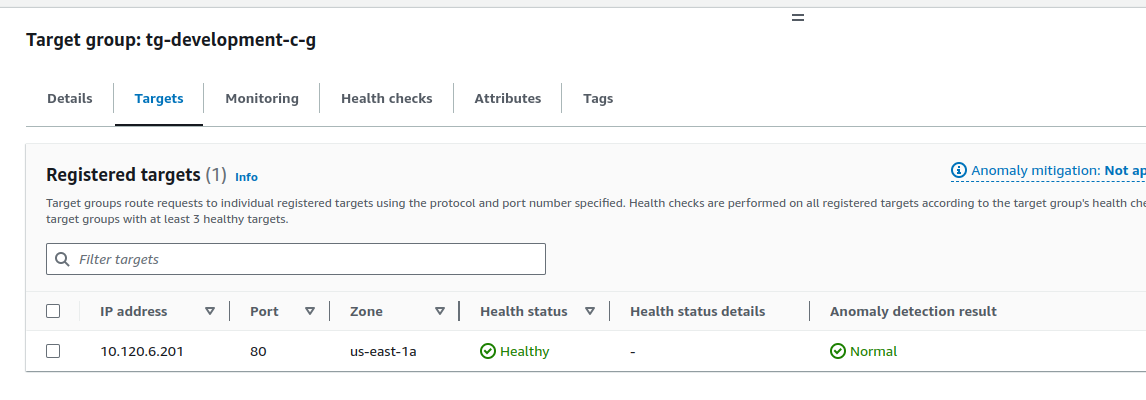 Target group: tg-development-c-g
Details Targets Monitoring Health checks Attributes Tags
Registered targets (1) Info
Anomaly mitigation: Not
Target groups route requests to individual registered targets using the protocol and port number specified. Health checks are performed on all registered targets according to the target group's health
target groups with at least 3 healthy targets.
Filter targets
IP address Port Zone Health status Health status details Anomaly detection result
10.120.6.201 80 us-east-1a Healthy - Normal